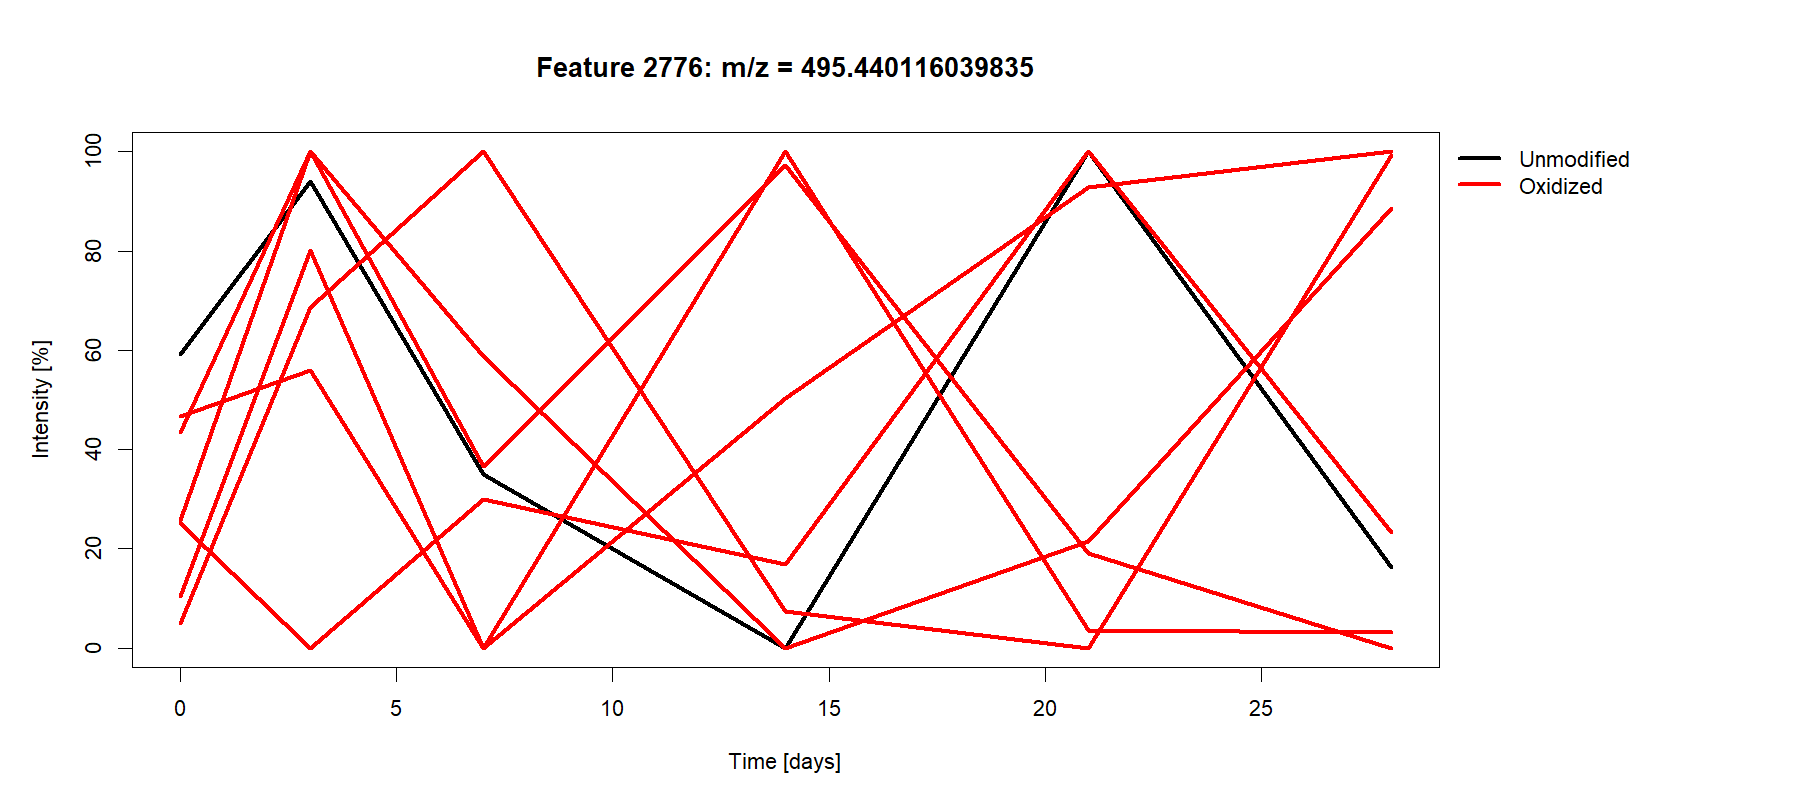 Feature 2776: m/z = 495.440116039835
Unmodified
Oxidized
Intensity [%]
100
80
60
40
20
0
0 5 10 15 20 25
Time [days]